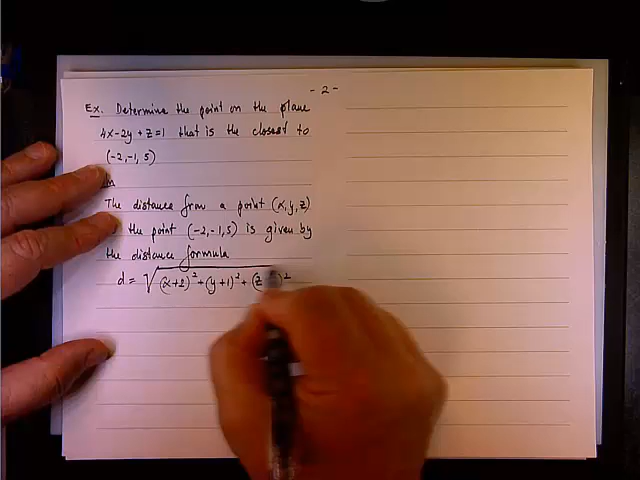 - 2 -
Ex. Determine the point on the plane
4x-2y+z=1 that is the closest to
(-2,-1, 5)
The distance from a point (x,y,z)
the point (-2,-1,5) is given by
the distance formula
d = √(x+2)²+(y+1)²+(z )²